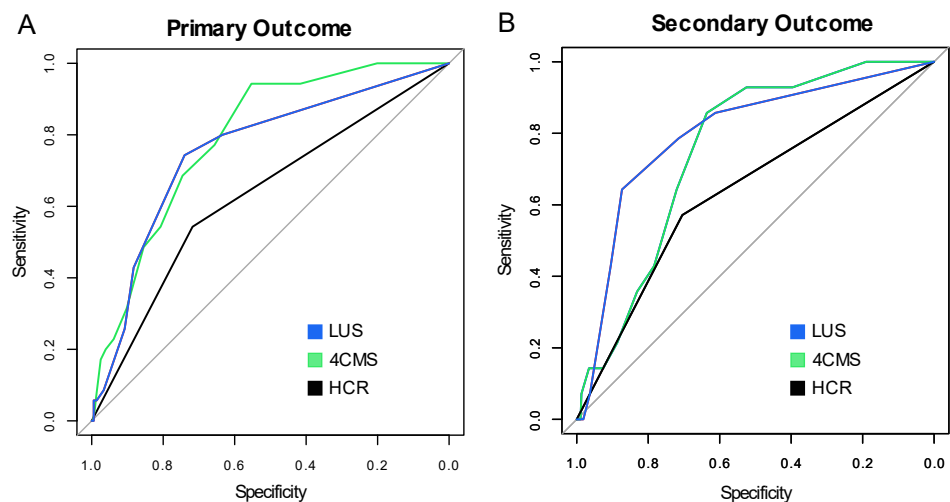 A
Primary Outcome
Sensitivity
1.0
0.8
0.6
0.4
0.2
0.0
LUS
4CMS
HCR
1.0 0.8 0.6 0.4 0.2 0.0
Specificity
B
Secondary Outcome
Sensitivity
1.0
0.8
0.6
0.4
0.2
0.0
LUS
4CMS
HCR
1.0 0.8 0.6 0.4 0.2 0.0
Specificity